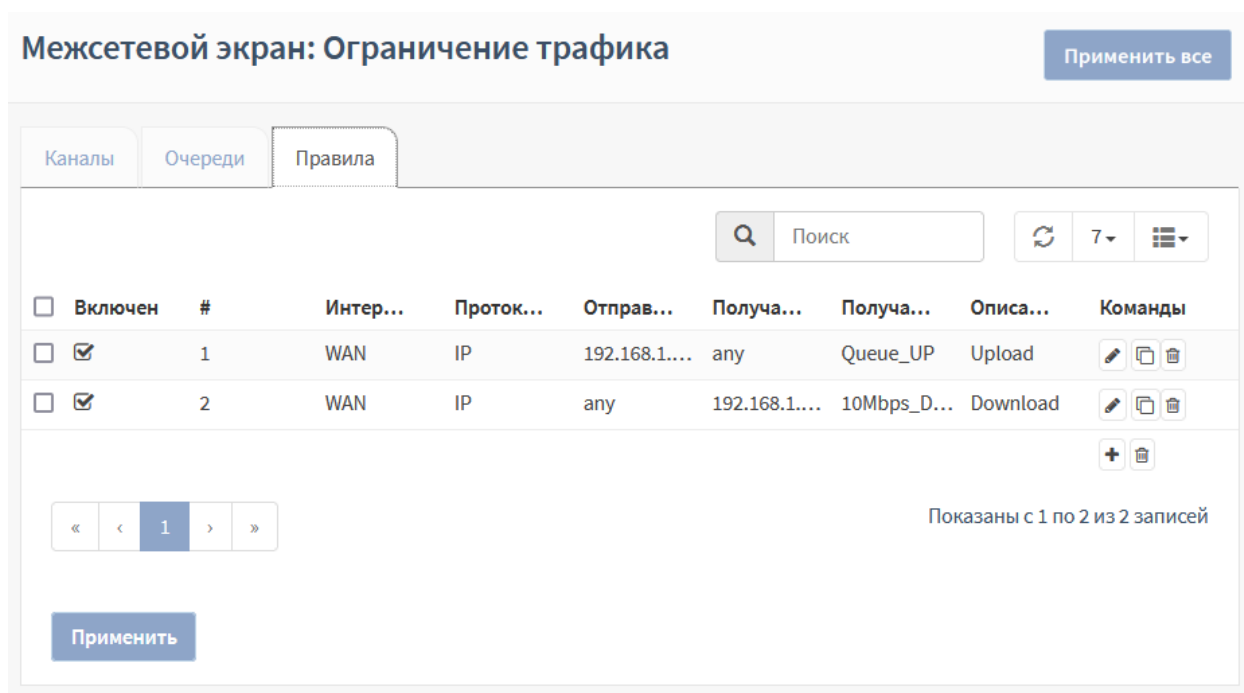 Межсетевой экран: Ограничение трафика
Применить все
Каналы Очереди Правила
Поиск 7
Включен # Интер... Проток... Отправ... Получа... Получа... Описа... Команды
1 WAN IP 192.168.1.... any Queue_UP Upload
2 WAN IP any 192.168.1.... 10Mbps_D... Download
« ‹ 1 › »
Показаны с 1 по 2 из 2 записей
Применить